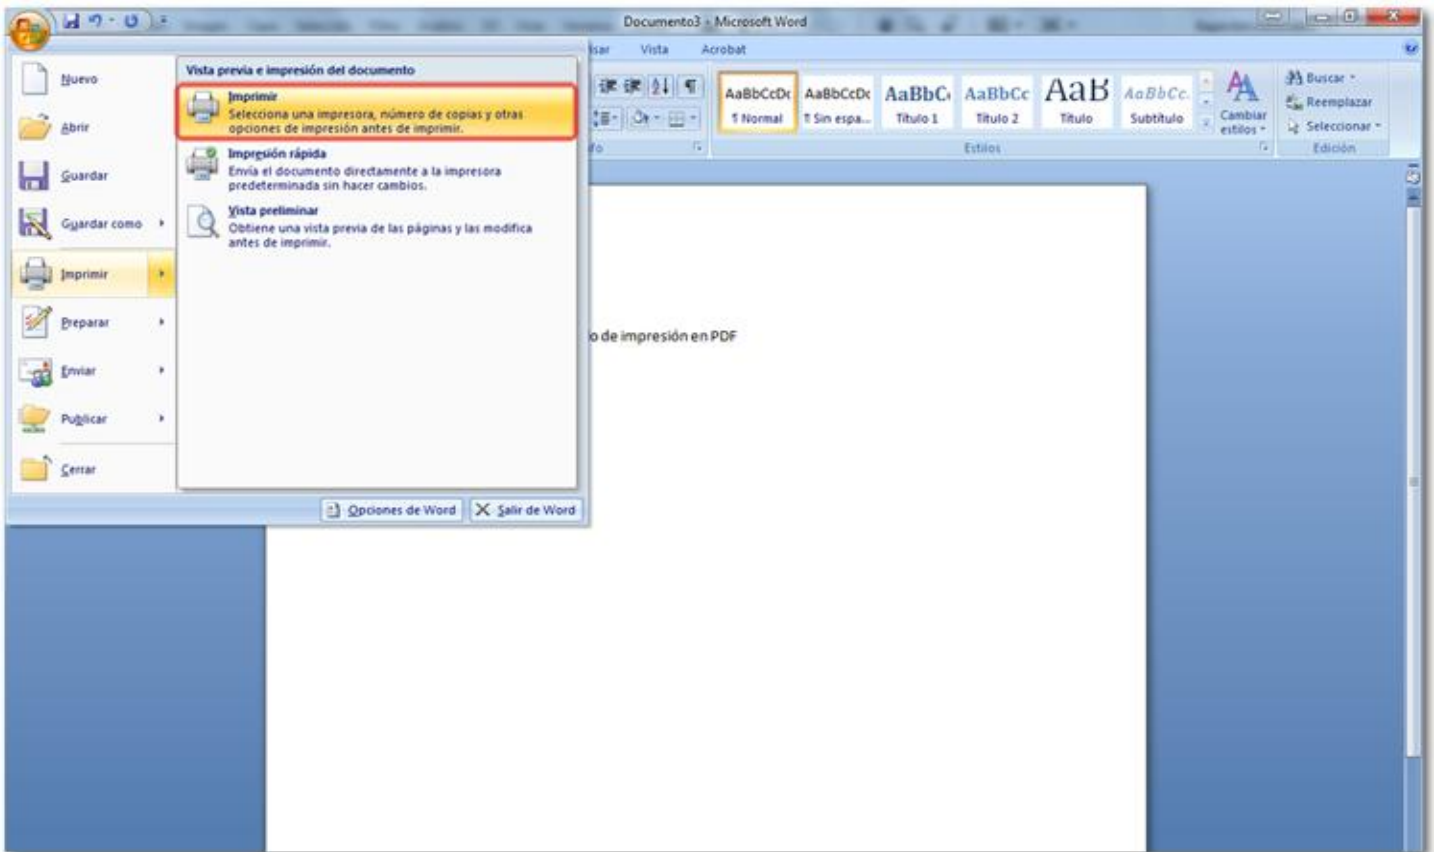 Documento3 - Microsoft Word
Vista
Acrobat
Nuevo
Abrir
Guardar
Guardar como
Imprimir
Preparar
Enviar
Publicar
Cerrar
Vista previa e impresión del documento
Imprimir
Selecciona una impresora, número de copias y otras
opciones de impresión antes de imprimir.
Impresión rápida
Envía el documento directamente a la impresora
predeterminada sin hacer cambios.
Vista preliminar
Obtiene una vista previa de las páginas y las modifica
antes de imprimir.
Opciones de Word
Salir de Word
AaBbCcDc
AaBbCcDc
AaBbC
AaBbCc
AaB
AaBbCc.
¶ Normal
¶ Sin espa...
Título 1
Título 2
Título
Subtítulo
Cambiar
estilos
Estilos
Buscar
Reemplazar
Seleccionar
Edición
o de impresión en PDF